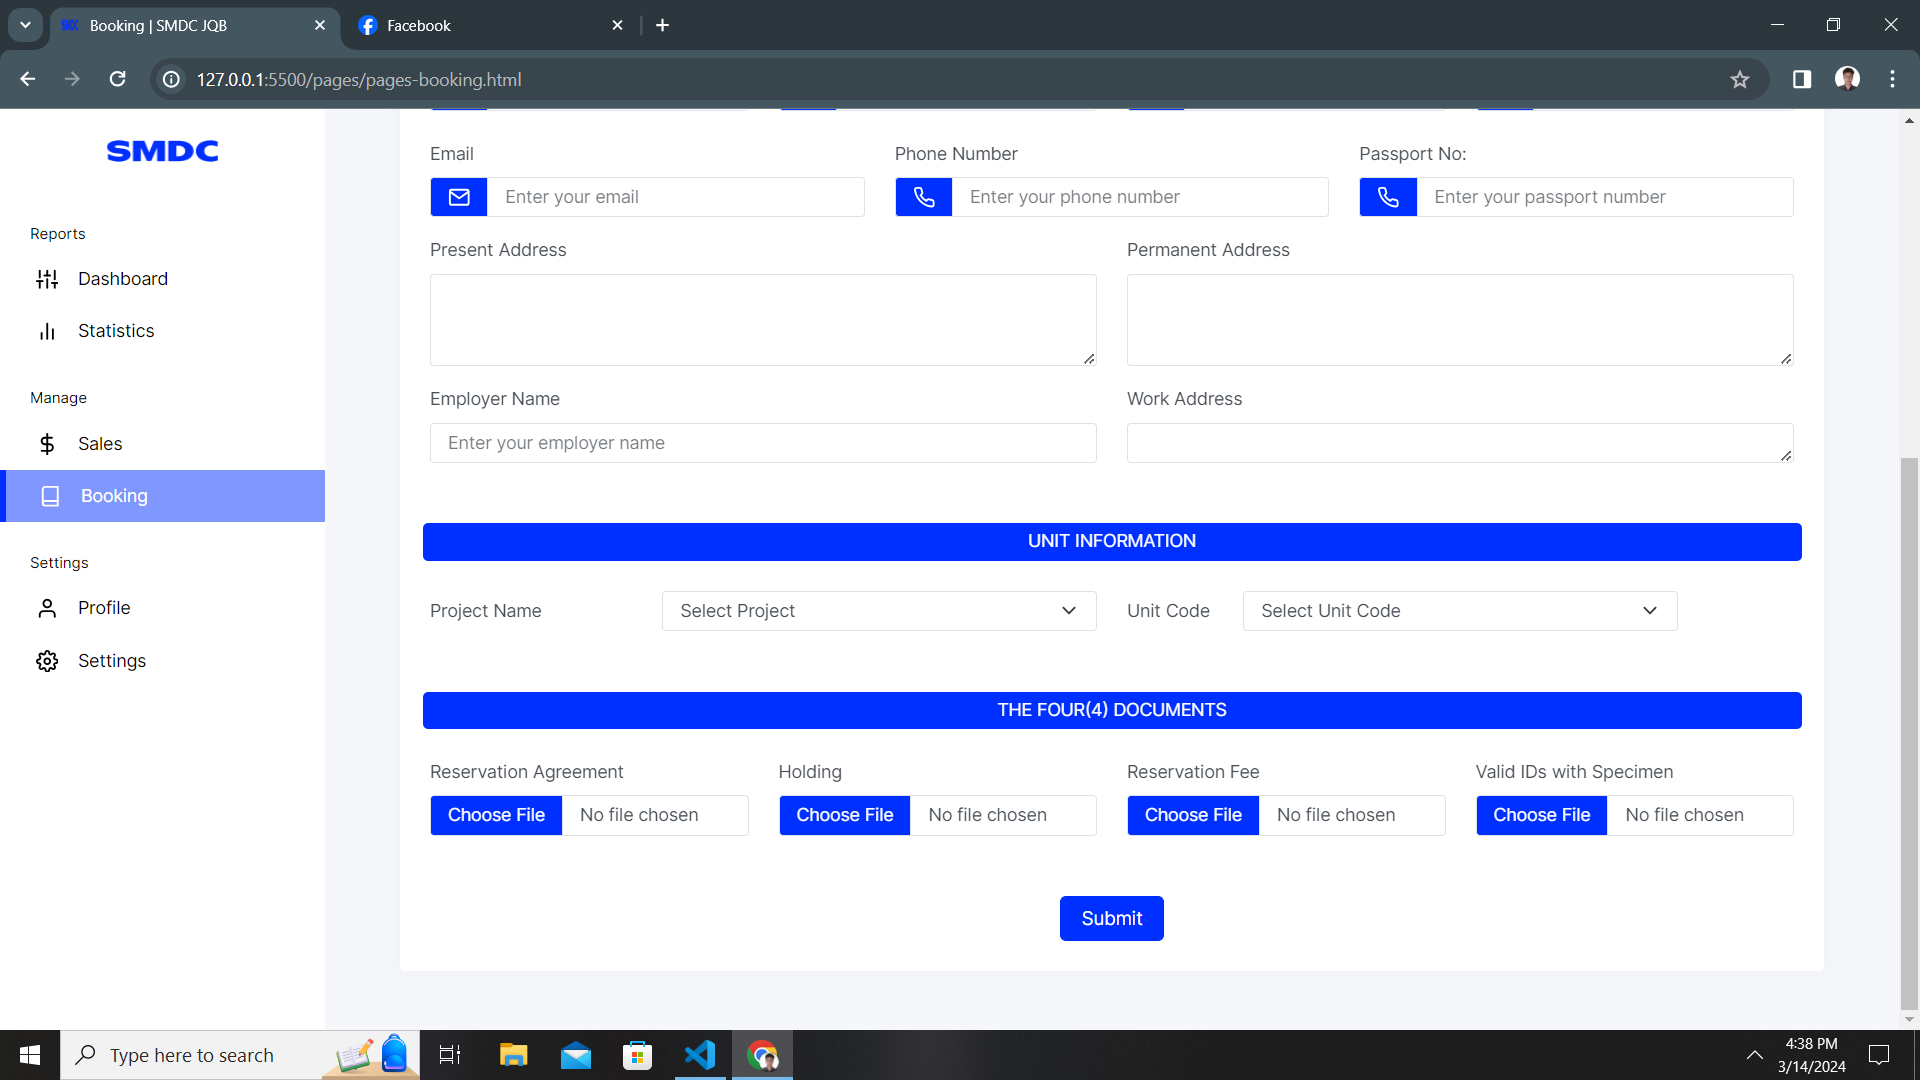 Booking | SMDC JQB
Facebook
127.0.0.1:5500/pages/pages-booking.html
SMDC
Reports
Dashboard
Statistics
Manage
Sales
Booking
Settings
Profile
Settings
Email Phone Number Passport No:
Enter your email Enter your phone number Enter your passport number
Present Address Permanent Address
Employer Name Work Address
Enter your employer name
UNIT INFORMATION
Project Name Select Project Unit Code Select Unit Code
THE FOUR(4) DOCUMENTS
Reservation Agreement Holding Reservation Fee Valid IDs with Specimen
Choose File No file chosen Choose File No file chosen Choose File No file chosen Choose File No file chosen
Submit
Type here to search
4:38 PM
3/14/2024